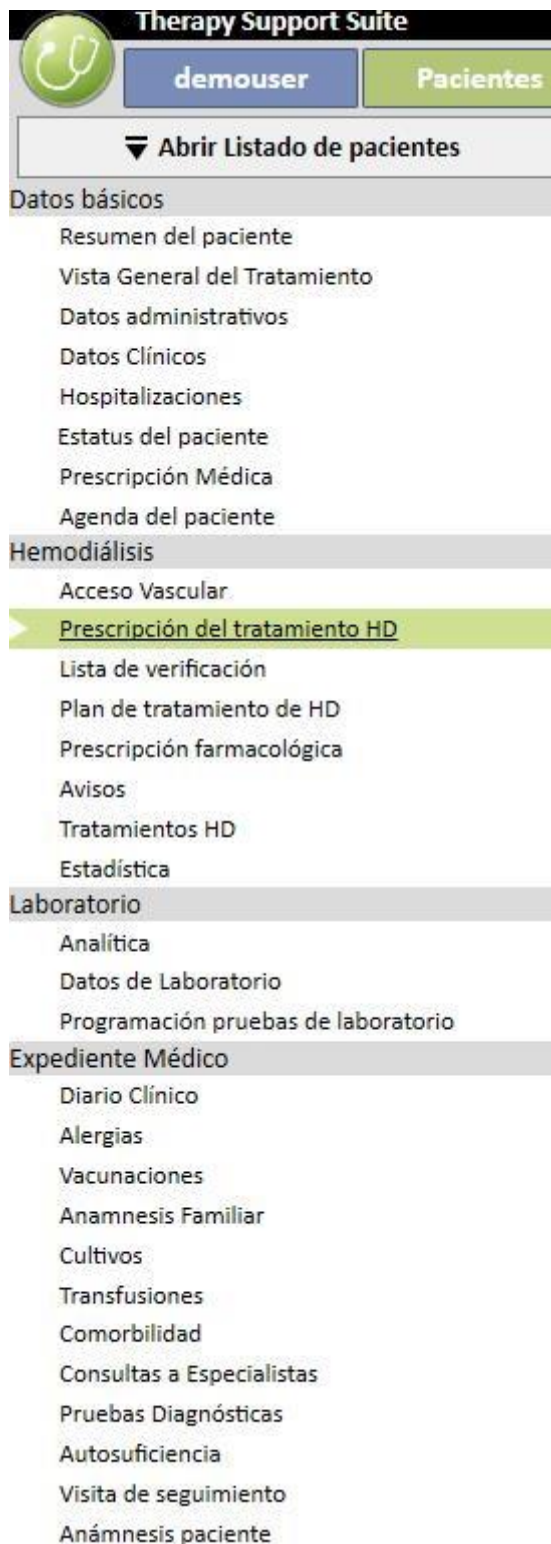 Therapy Support Suite
demouser
Pacientes
Abrir Listado de pacientes
Datos básicos
Resumen del paciente
Vista General del Tratamiento
Datos administrativos
Datos Clínicos
Hospitalizaciones
Estatus del paciente
Prescripción Médica
Agenda del paciente
Hemodiálisis
Acceso Vascular
Prescripción del tratamiento HD
Lista de verificación
Plan de tratamiento de HD
Prescripción farmacológica
Avisos
Tratamientos HD
Estadística
Laboratorio
Analítica
Datos de Laboratorio
Programación pruebas de laboratorio
Expediente Médico
Diario Clínico
Alergias
Vacunaciones
Anamnesis Familiar
Cultivos
Transfusiones
Comorbilidad
Consultas a Especialistas
Pruebas Diagnósticas
Autosuficiencia
Visita de seguimiento
Anámnesis paciente